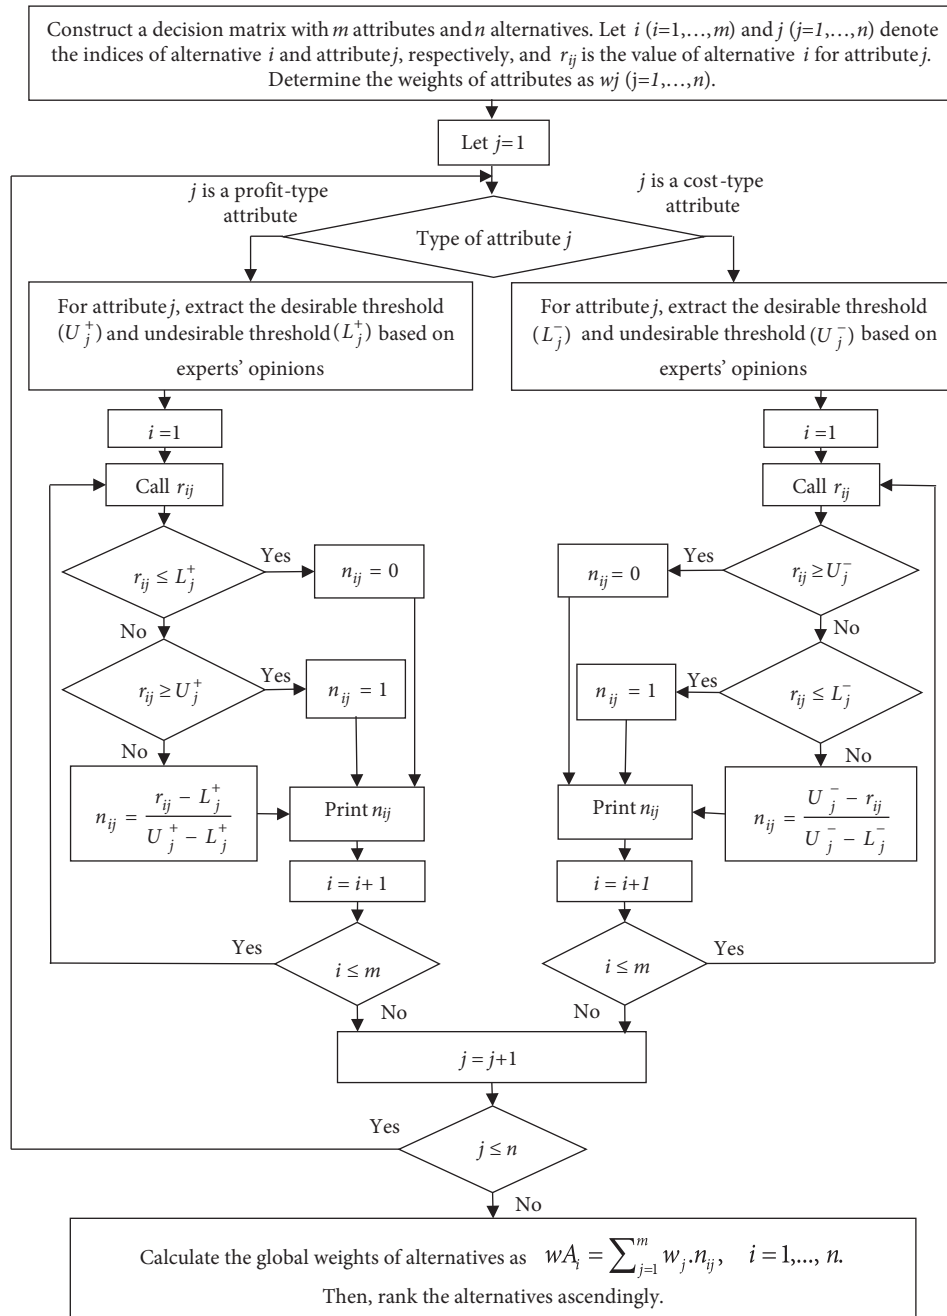 Construct a decision matrix with m attributes and n alternatives. Let i (i=1,…,m) and j (j=1,…,n) denote
the indices of alternative i and attribute j, respectively, and r_ij is the value of alternative i for attribute j.
Determine the weights of attributes as wj (j=1,…,n).
Let j=1
j is a profit-type
attribute
j is a cost-type
attribute
Type of attribute j
For attribute j, extract the desirable threshold
(U_j^+) and undesirable threshold (L_j^+) based on
experts' opinions
For attribute j, extract the desirable threshold
(L_j^-) and undesirable threshold (U_j^-) based on
experts' opinions
i =1
i=1
Call r_ij
Call r_ij
r_ij ≤ L_j^+
Yes
n_ij = 0
n_ij = 0
Yes
r_ij ≥ U_j^-
No
No
r_ij ≥ U_j^+
Yes
n_ij = 1
n_ij = 1
Yes
r_ij ≤ L_j^-
No
No
n_ij = (r_ij − L_j^+) / (U_j^+ − L_j^+)
Print n_ij
Print n_ij
n_ij = (U_j^- − r_ij) / (U_j^- − L_j^-)
i = i+ 1
i = i+1
Yes
i ≤ m
i ≤ m
Yes
No
No
j = j+1
Yes
j ≤ n
No
Calculate the global weights of alternatives as wA_i = ∑_{j=1}^{m} w_j.n_ij, i = 1,..., n.
Then, rank the alternatives ascendingly.